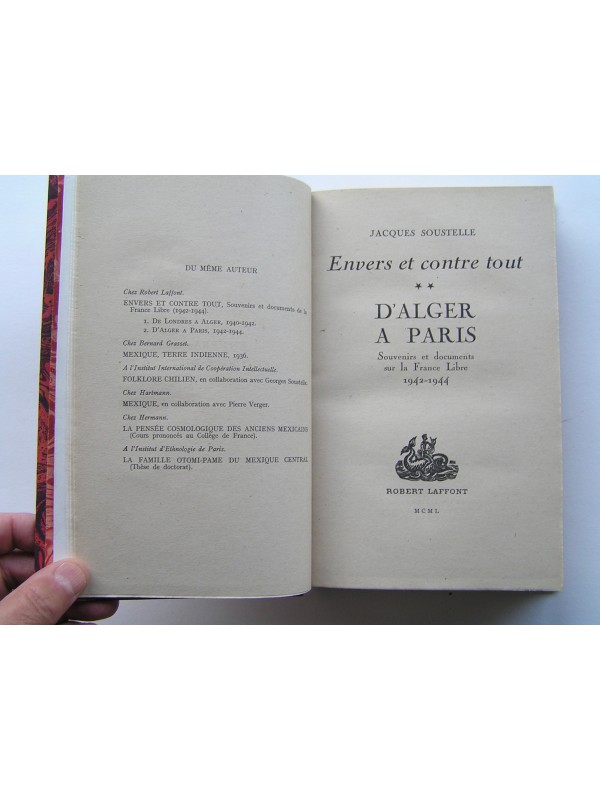 DU MÊME AUTEUR
Chez Robert Laffont.
ENVERS ET CONTRE TOUT, Souvenirs et documents de la
France Libre (1942-1944).
1. De Londres a Alger, 1940-1942.
2. D'Alger a Paris, 1942-1944.
Chez Bernard Grasset.
MEXIQUE, TERRE INDIENNE, 1936.
A l'Institut International de Coopération Intellectuelle.
FOLKLORE CHILIEN, en collaboration avec Georges Soustelle.
Chez Hartmann.
MEXIQUE, en collaboration avec Pierre Verger.
Chez Hermann.
LA PENSÉE COSMOLOGIQUE DES ANCIENS MEXICAINS
(Cours prononcés au Collège de France).
A l'Institut d'Ethnologie de Paris.
LA FAMILLE OTOMI-PAME DU MEXIQUE CENTRAL
(Thèse de doctorat).
JACQUES SOUSTELLE
Envers et contre tout
★ ★
D'ALGER
A PARIS
Souvenirs et documents
sur la France Libre
1942-1944
ROBERT LAFFONT
MCML